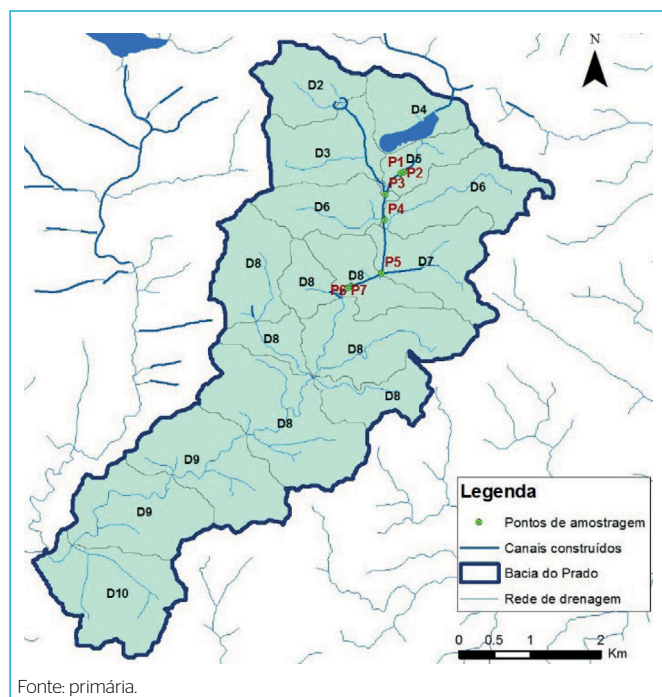 N
D2
D4
P1
D5
P2
D3
P3
D6
D6
P4
P5
D8
D8
D7
D8
P6
P7
D8
D8
D8
D8
D9
D9
D10
Legenda
Pontos de amostragem
Canais construídos
Bacia do Prado
Rede de drenagem
0 0.5 1 2
Km
Fonte: primária.